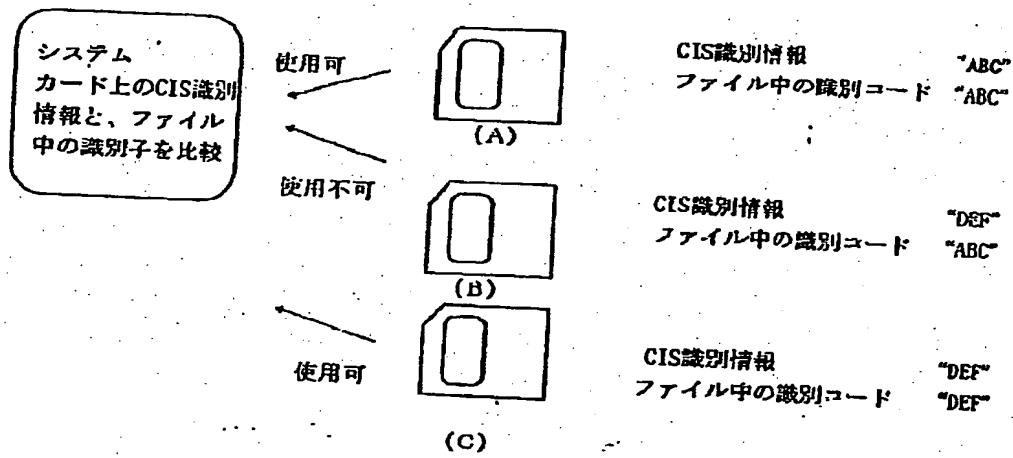 システム
カード上のCIS識別
情報と、ファイル
中の識別子を比較
使用可
(A)
CIS識別情報 "ABC"
ファイル中の識別コード "ABC"
使用不可
(B)
CIS識別情報 "DEF"
ファイル中の識別コード "ABC"
使用可
(C)
CIS識別情報 "DEF"
ファイル中の識別コード "DEF"